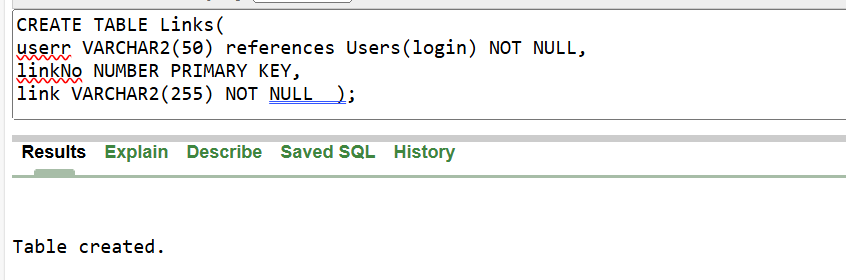 CREATE TABLE Links(
userr VARCHAR2(50) references Users(login) NOT NULL,
linkNo NUMBER PRIMARY KEY,
link VARCHAR2(255) NOT NULL  );
Results Explain Describe Saved SQL History
Table created.